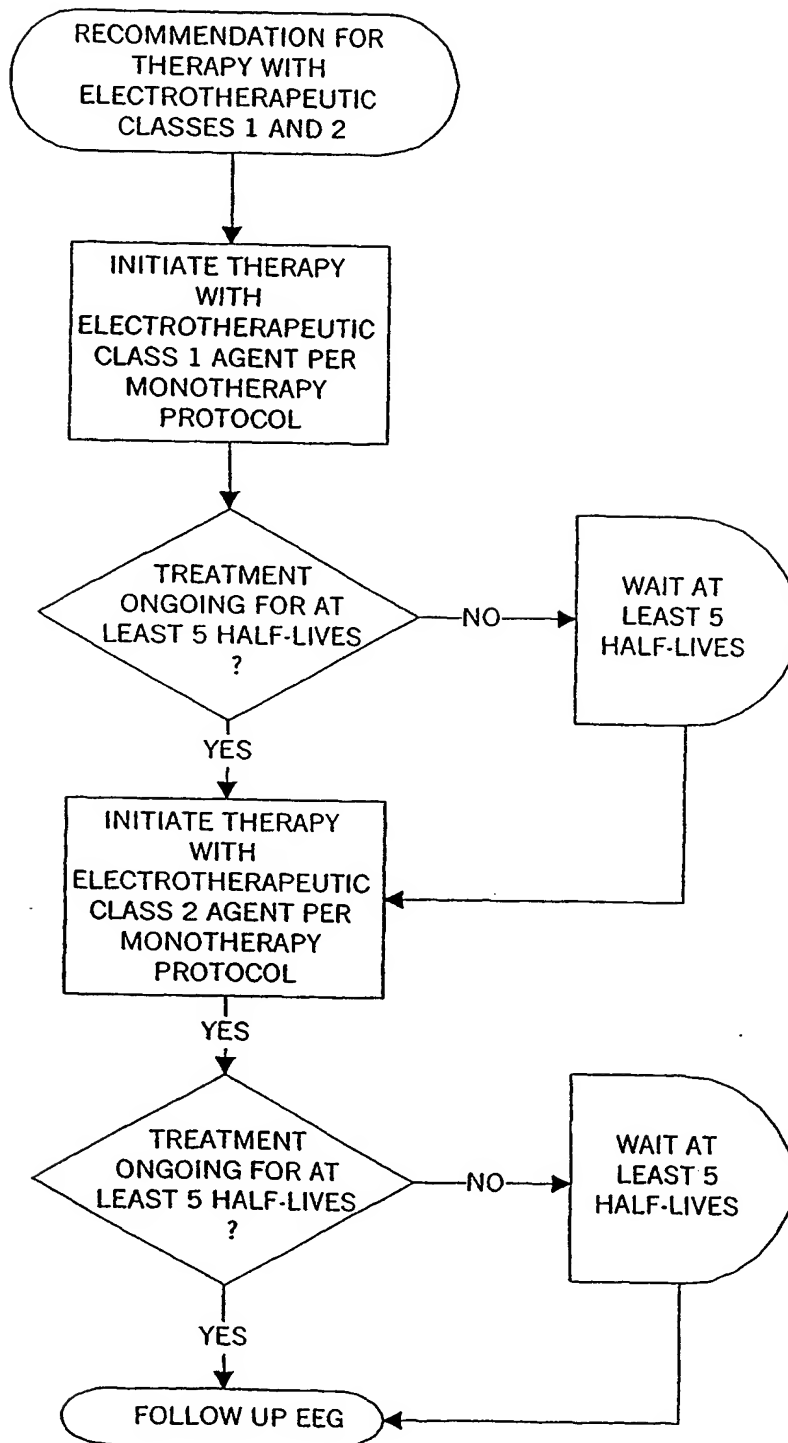 RECOMMENDATION FOR
THERAPY WITH
ELECTROTHERAPEUTIC
CLASSES 1 AND 2
INITIATE THERAPY
WITH
ELECTROTHERAPEUTIC
CLASS 1 AGENT PER
MONOTHERAPY
PROTOCOL
TREATMENT
ONGOING FOR AT
LEAST 5 HALF-LIVES
?
NO
WAIT AT
LEAST 5
HALF-LIVES
YES
INITIATE THERAPY
WITH
ELECTROTHERAPEUTIC
CLASS 2 AGENT PER
MONOTHERAPY
PROTOCOL
YES
TREATMENT
ONGOING FOR AT
LEAST 5 HALF-LIVES
?
NO
WAIT AT
LEAST 5
HALF-LIVES
YES
FOLLOW UP EEG